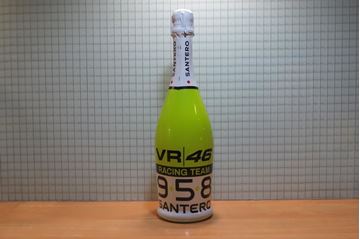 SANTERO
VR|46
RACING TEAM
958
SANTERO